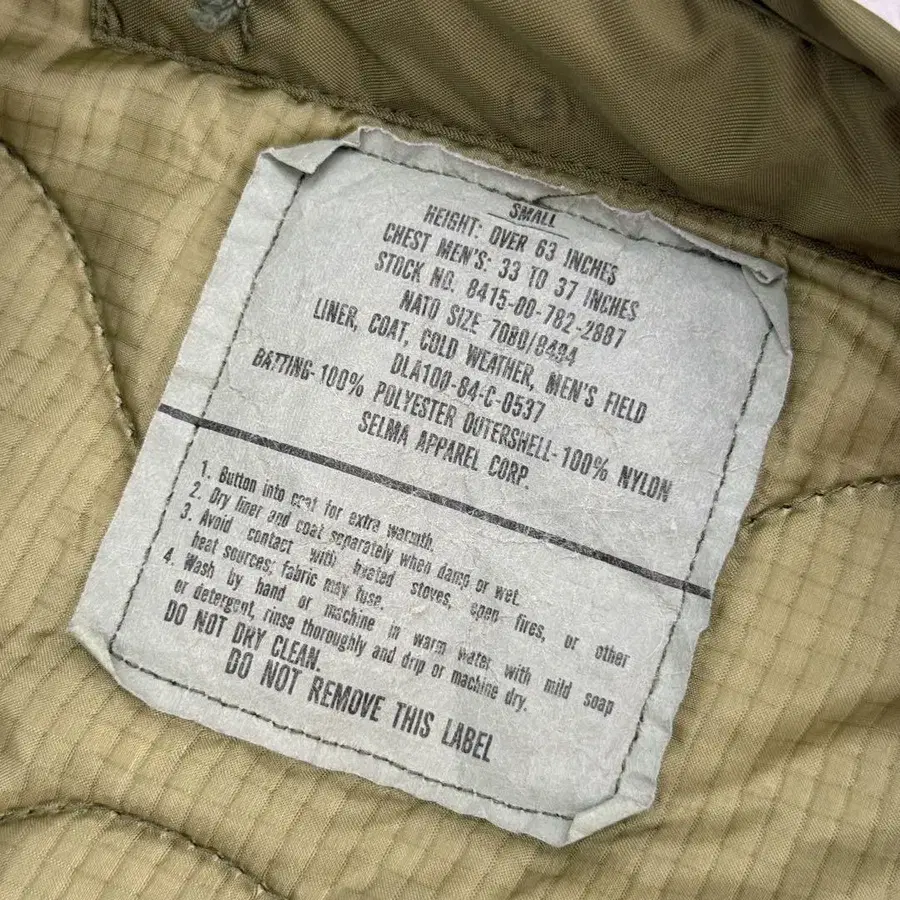 SMALL
HEIGHT: OVER 63 INCHES
CHEST MEN'S: 33 TO 37 INCHES
STOCK NO. 8415-00-782-2887
NATO SIZE 7080/8494
LINER, COAT, COLD WEATHER, MEN'S FIELD
DLA100-84-C-0537
BATTING-100% POLYESTER OUTERSHELL-100% NYLON
SELMA APPAREL CORP.
1. Button into coat for extra warmth.
2. Dry liner and coat separately when damp or wet.
3. Avoid contact with heated stoves, open fires, or other
heat sources; fabric may fuse.
4. Wash by hand or machine in warm water with mild soap
or detergent, rinse thoroughly and drip or machine dry.
DO NOT DRY CLEAN.
DO NOT REMOVE THIS LABEL